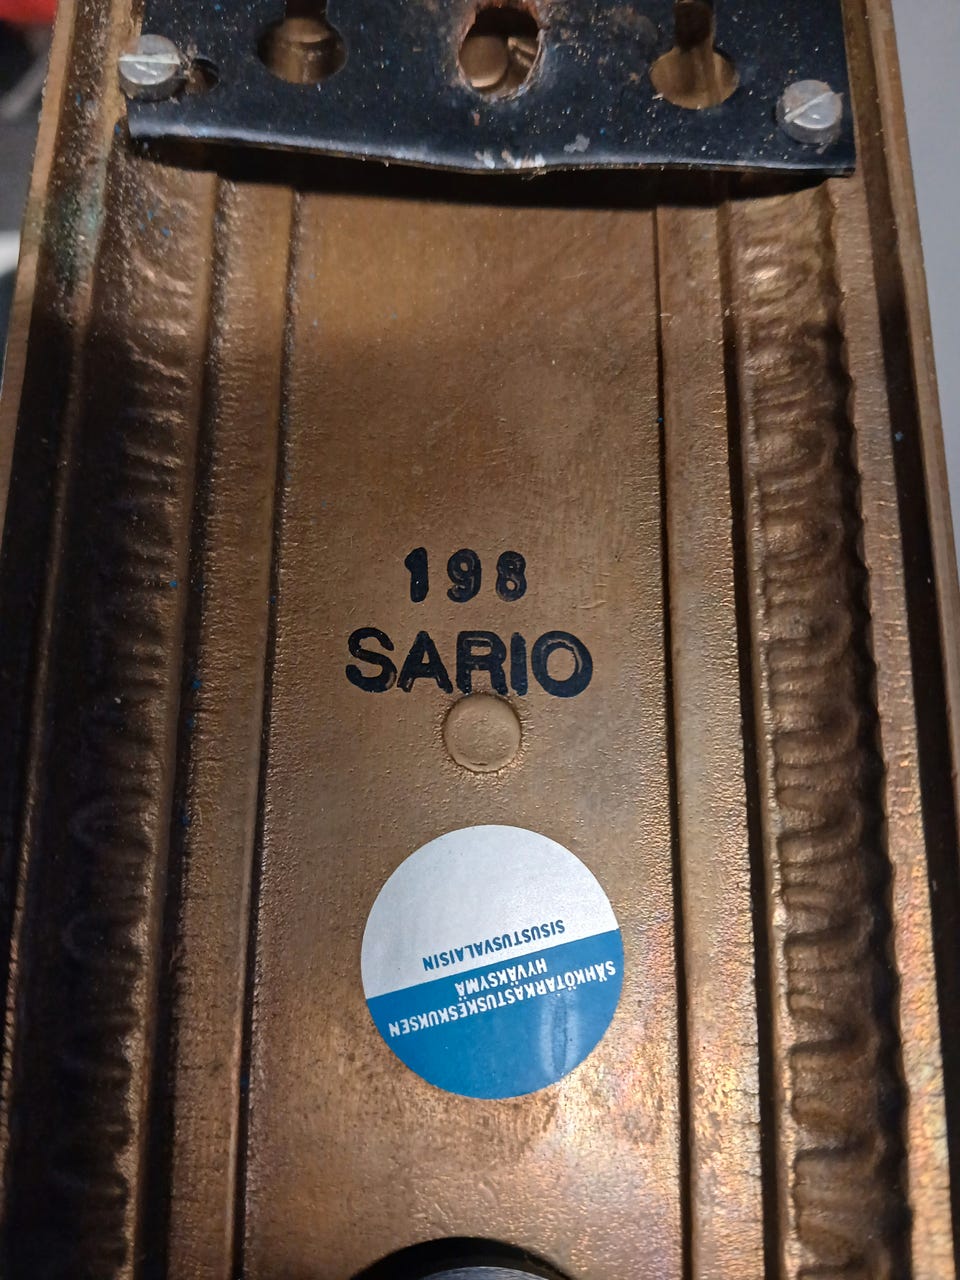 198
SARIO
SÄHKÖTARKASTUSKESKUKSEN
HYVÄKSYMÄ
SISUSTUSVALAISIN